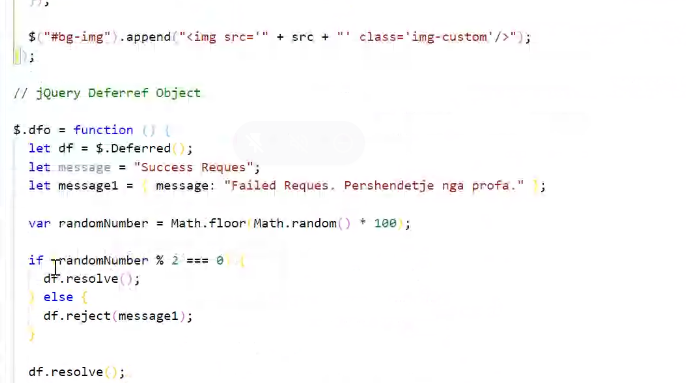 });
$("#bg-img").append("<img src='" + src + "' class='img-custom'/>");
});
// jQuery Deferref Object
$.dfo = function () {
let df = $.Deferred();
let message = "Success Reques";
let message1 = { message: "Failed Reques. Pershendetje nga profa." };
var randomNumber = Math.floor(Math.random() * 100);
if (randomNumber % 2 === 0) {
df.resolve();
} else {
df.reject(message1);
}
df.resolve();